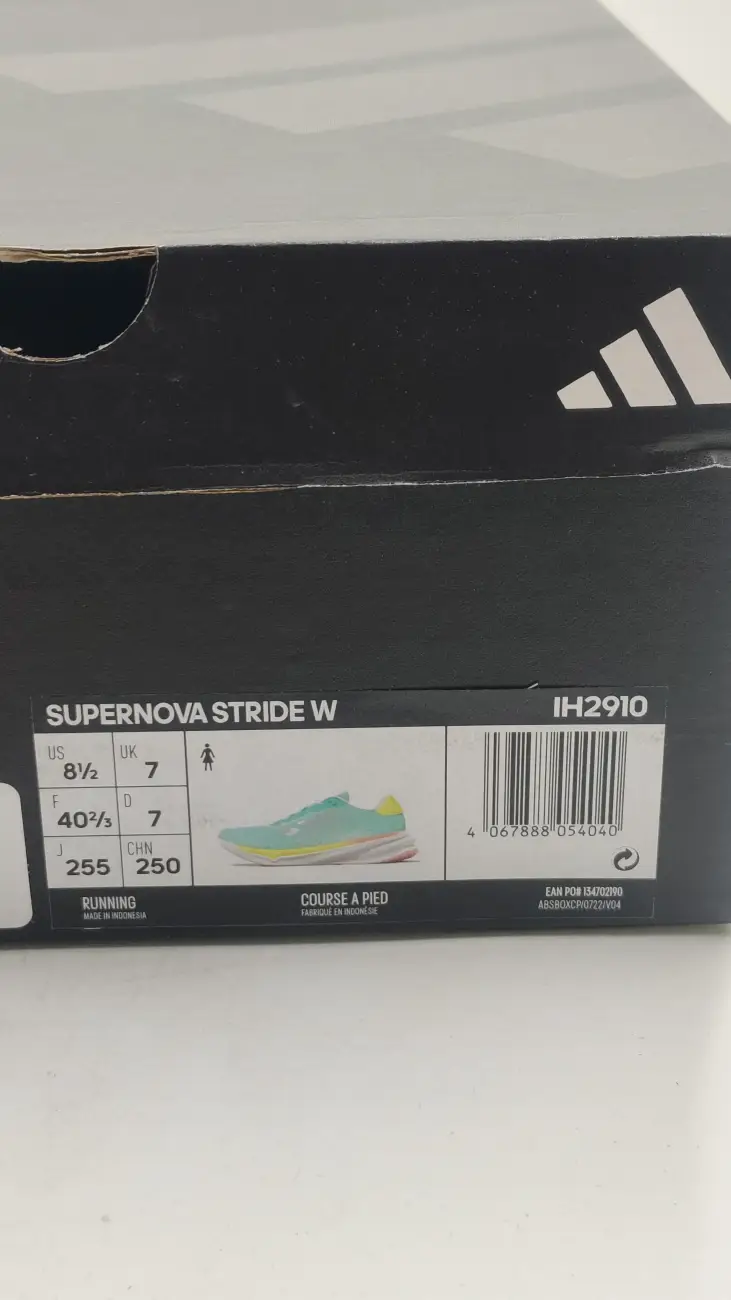 SUPERNOVA STRIDE W IH2910
US 8½ UK 7
F 40⅔ D 7
J 255 CHN 250
4 067888 054040
RUNNING COURSE A PIED EAN PO# 134702190
MADE IN INDONESIA FABRIQUÉ EN INDONÉSIE ABSBOXCP/0722/V04